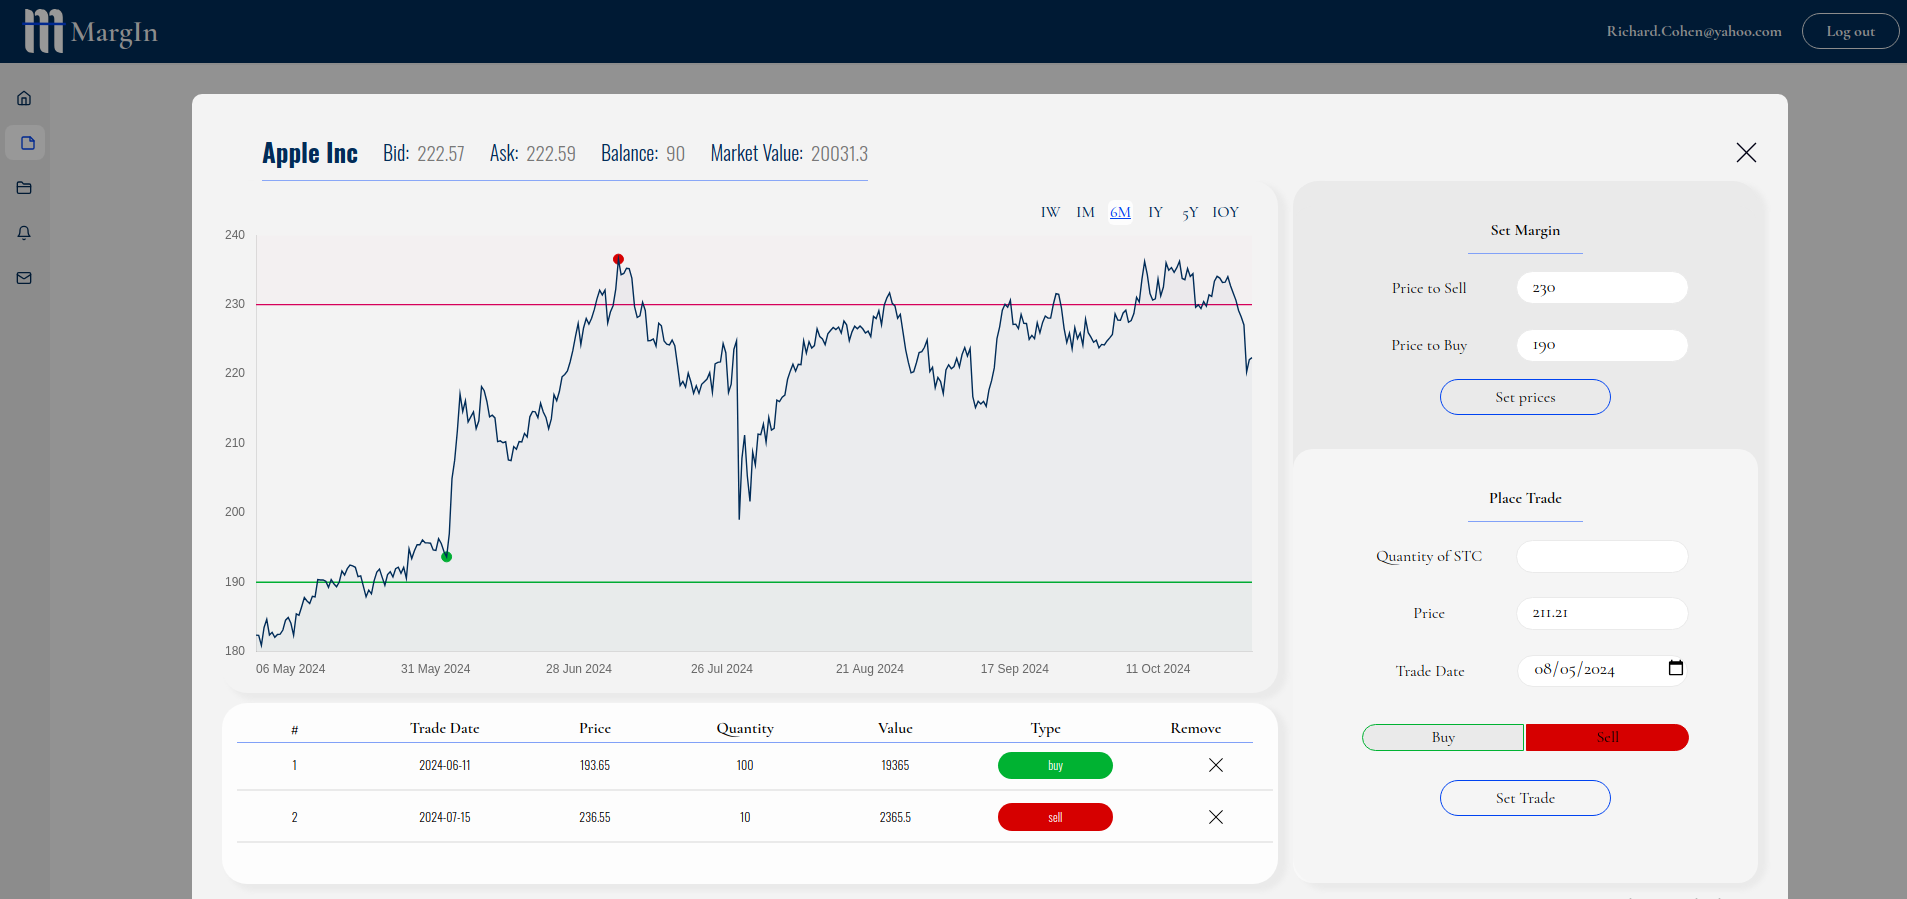 MargIn
Richard.Cohen@yahoo.com
Log out
Apple Inc Bid: 222.57 Ask: 222.59 Balance: 90 Market Value: 20031.3
1W 1M 6M 1Y 5Y 10Y
240
230
220
210
200
190
180
06 May 2024 31 May 2024 28 Jun 2024 26 Jul 2024 21 Aug 2024 17 Sep 2024 11 Oct 2024
Set Margin
Price to Sell 230
Price to Buy 190
Set prices
Place Trade
Quantity of STC
Price 211.21
Trade Date 08/05/2024
Buy Sell
Set Trade
# Trade Date Price Quantity Value Type Remove
1 2024-06-11 193.65 100 19365 buy
2 2024-07-15 236.55 10 2365.5 sell